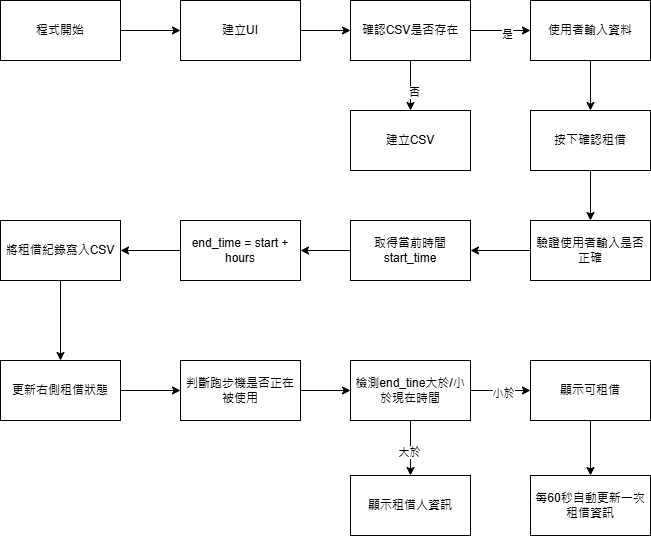 程式開始
建立UI
確認CSV是否存在
是
使用者輸入資料
否
建立CSV
按下確認租借
將租借紀錄寫入CSV
end_time = start +
hours
取得當前時間
start_time
驗證使用者輸入是否
正確
更新右側租借狀態
判斷跑步機是否正在
被使用
檢測end_tine大於/小
於現在時間
小於
顯示可租借
大於
顯示租借人資訊
每60秒自動更新一次
租借資訊